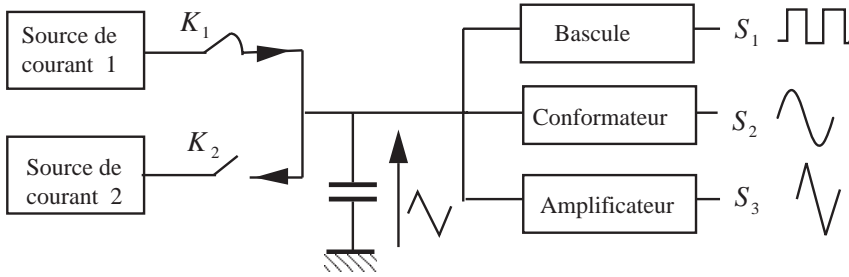 Source de
courant 1
K1
Source de
courant 2
K2
Bascule
S1
Conformateur
S2
Amplificateur
S3